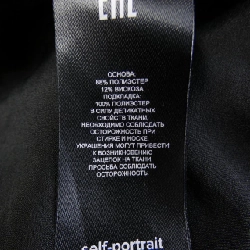 EAC
ОСНОВА:
88% ПОЛИЭСТЕР
12% ВИСКОЗА
ПОДКЛАДКА:
100% ПОЛИЭСТЕР
В СИЛУ ДЕЛИКАТНЫХ
СВОЙСТВ ТКАНИ,
НЕОБХОДИМО СОБЛЮДАТЬ
ОСТОРОЖНОСТЬ ПРИ
СТИРКЕ И НОСКЕ
УКРАШЕНИЯ МОГУТ ПРИВЕСТИ
К ВОЗНИКНОВЕНИЮ
ЗАЦЕПОК НА ТКАНИ
ПРОСЬБА СОБЛЮДАТЬ
ОСТОРОЖНОСТЬ
self-portrait